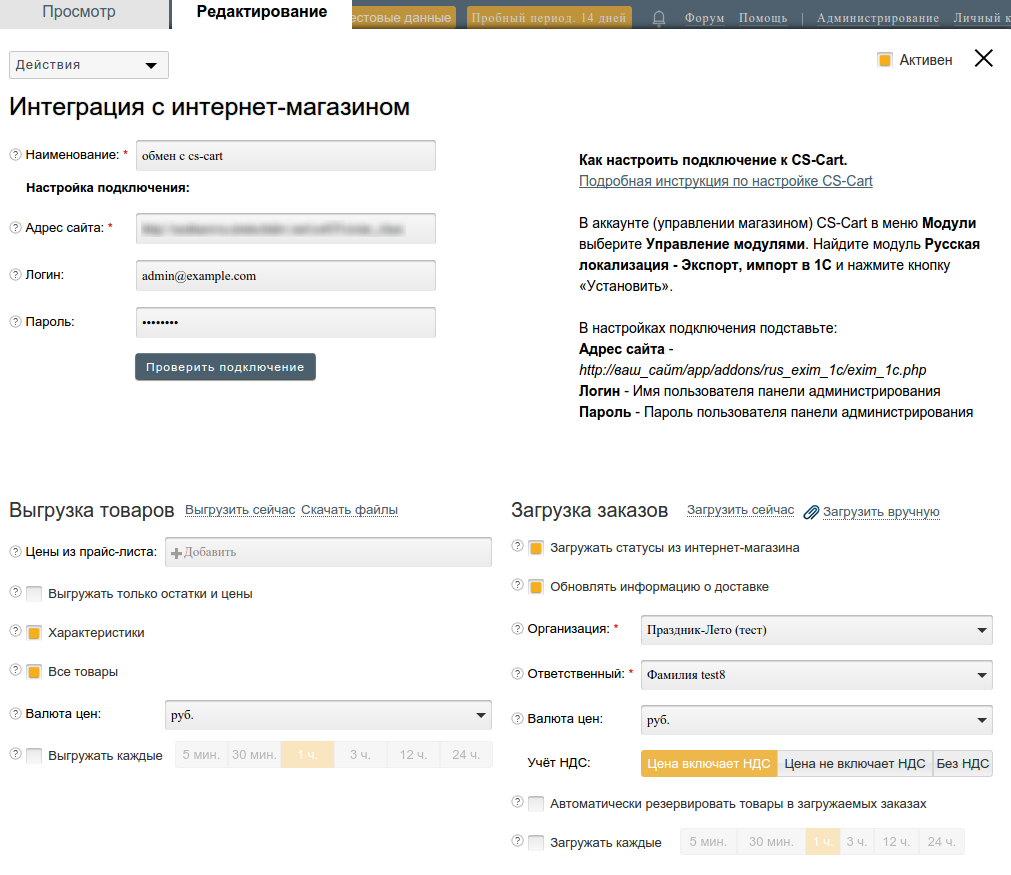 Просмотр
Редактирование
естовые данные
Пробный период. 14 дней
Форум
Помощь
Администрирование
Личный к
Действия
Активен
Интеграция с интернет-магазином
Наименование: *
обмен с cs-cart
Настройка подключения:
Адрес сайта: *
Логин:
admin@example.com
Пароль:
••••••••
Проверить подключение
Как настроить подключение к CS-Cart.
Подробная инструкция по настройке CS-Cart
В аккаунте (управлении магазином) CS-Cart в меню Модули
выберите Управление модулями. Найдите модуль Русская
локализация - Экспорт, импорт в 1С и нажмите кнопку
«Установить».
В настройках подключения подставьте:
Адрес сайта -
http://ваш_сайт/app/addons/rus_exim_1c/exim_1c.php
Логин - Имя пользователя панели администрирования
Пароль - Пароль пользователя панели администрирования
Выгрузка товаров
Выгрузить сейчас
Скачать файлы
Цены из прайс-листа:
Добавить
Выгружать только остатки и цены
Характеристики
Все товары
Валюта цен:
руб.
Выгружать каждые
5 мин.
30 мин.
1 ч.
3 ч.
12 ч.
24 ч.
Загрузка заказов
Загрузить сейчас
Загрузить вручную
Загружать статусы из интернет-магазина
Обновлять информацию о доставке
Организация: *
Праздник-Лето (тест)
Ответственный: *
Фамилия test8
Валюта цен:
руб.
Учёт НДС:
Цена включает НДС
Цена не включает НДС
Без НДС
Автоматически резервировать товары в загружаемых заказах
Загружать каждые
5 мин.
30 мин.
1 ч.
3 ч.
12 ч.
24 ч.